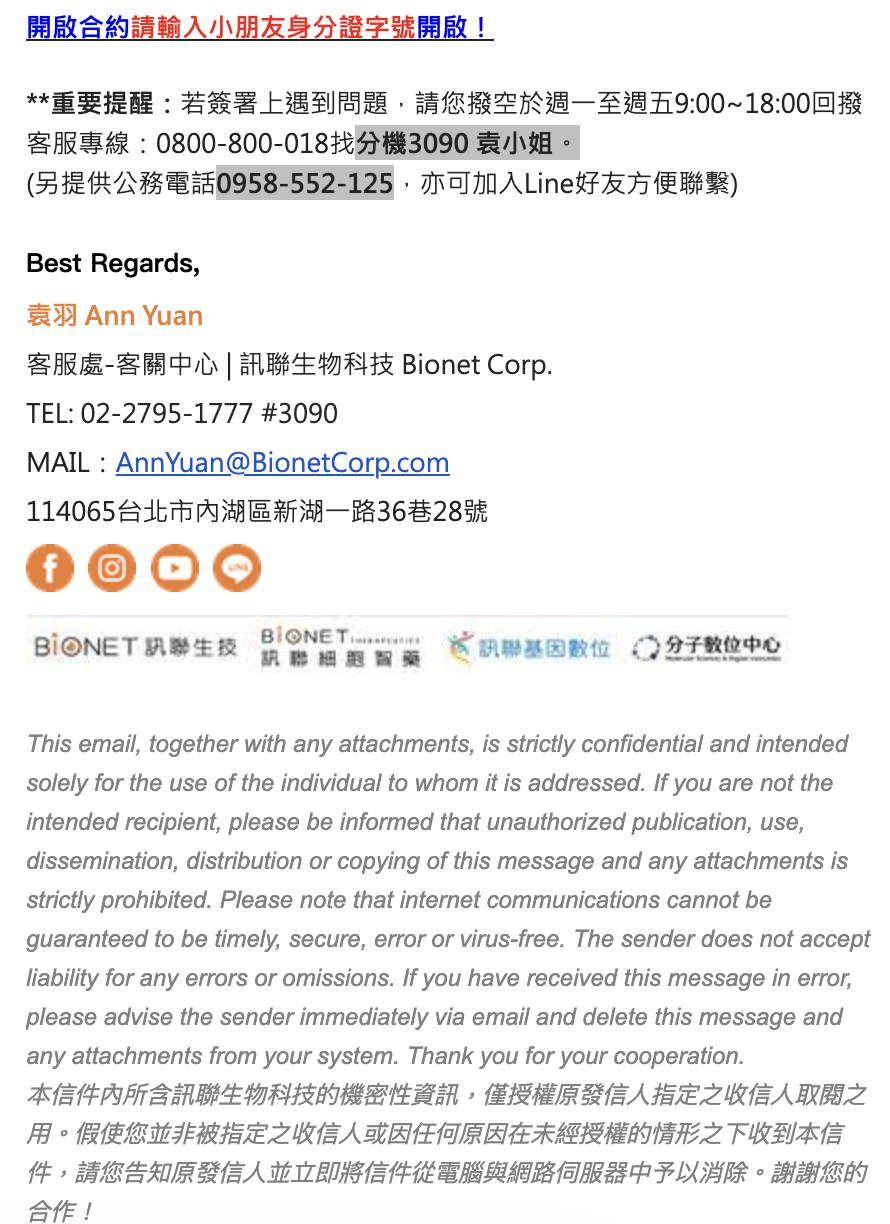 開啟合約請輸入小朋友身分證字號開啟！
**重要提醒：若簽署上遇到問題，請您撥空於週一至週五9:00~18:00回撥
客服專線：0800-800-018找分機3090 袁小姐。
(另提供公務電話0958-552-125，亦可加入Line好友方便聯繫)
Best Regards,
袁羽 Ann Yuan
客服處-客關中心 | 訊聯生物科技 Bionet Corp.
TEL: 02-2795-1777 #3090
MAIL：AnnYuan@BionetCorp.com
114065台北市內湖區新湖一路36巷28號
LINE
BIONET 訊聯生技 BIONET THERAPEUTICS 訊聯細胞智藥 訊聯基因數位 分子數位中心
This email, together with any attachments, is strictly confidential and intended
solely for the use of the individual to whom it is addressed. If you are not the
intended recipient, please be informed that unauthorized publication, use,
dissemination, distribution or copying of this message and any attachments is
strictly prohibited. Please note that internet communications cannot be
guaranteed to be timely, secure, error or virus-free. The sender does not accept
liability for any errors or omissions. If you have received this message in error,
please advise the sender immediately via email and delete this message and
any attachments from your system. Thank you for your cooperation.
本信件內所含訊聯生物科技的機密性資訊，僅授權原發信人指定之收信人取閱之
用。假使您並非被指定之收信人或因任何原因在未經授權的情形之下收到本信
件，請您告知原發信人並立即將信件從電腦與網路伺服器中予以消除。謝謝您的
合作！